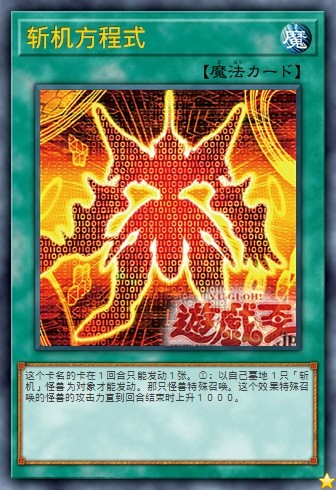 斩机方程式
魔
【魔法カード】
YU-GI-OH!
遊戯王
这个卡名的卡在1回合只能发动1张。①：以自己墓地1只「斩
机」怪兽为对象才能发动。那只怪兽特殊召唤。这个效果特殊召
唤的怪兽的攻击力直到回合结束时上升1000。